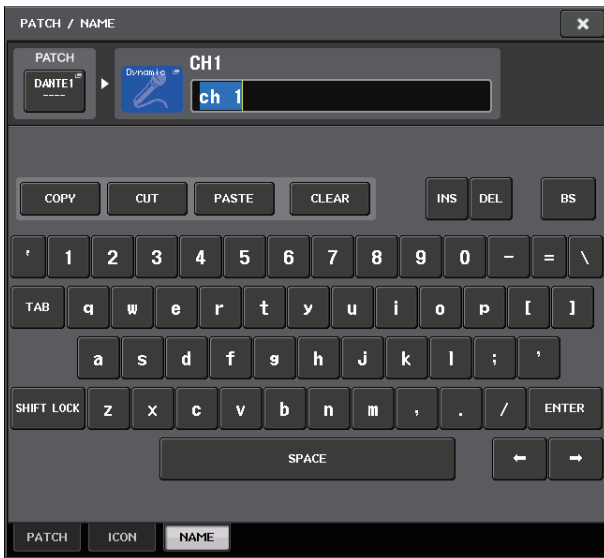 PATCH / NAME
PATCH
DANTE1
----
Dynamic
CH1
ch 1
COPY CUT PASTE CLEAR INS DEL BS
' 1 2 3 4 5 6 7 8 9 0 - = \
TAB q w e r t y u i o p [ ]
a s d f g h j k l ; '
SHIFT LOCK z x c v b n m , . / ENTER
SPACE ← →
PATCH ICON NAME